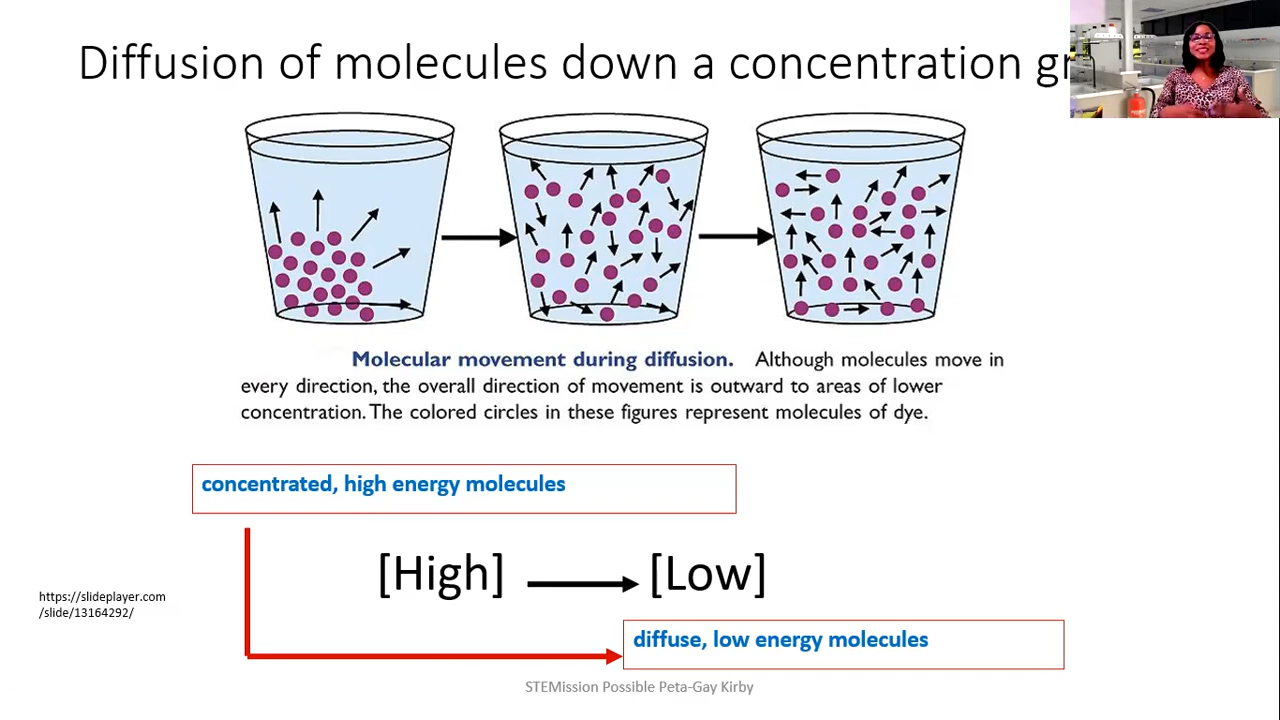 Diffusion of molecules down a concentration
Molecular movement during diffusion. Although molecules move in
every direction, the overall direction of movement is outward to areas of lower
concentration. The colored circles in these figures represent molecules of dye.
concentrated, high energy molecules
[High] [Low]
https://slideplayer.com
/slide/13164292/
diffuse, low energy molecules
STEMission Possible Peta-Gay Kirby